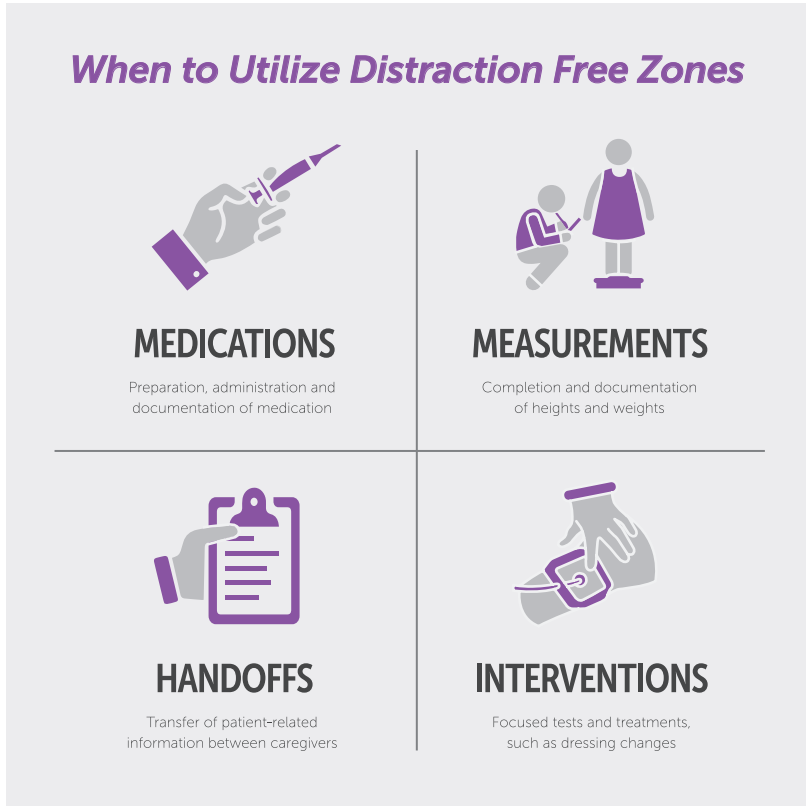 When to Utilize Distraction Free Zones
MEDICATIONS
Preparation, administration and
documentation of medication
MEASUREMENTS
Completion and documentation
of heights and weights
HANDOFFS
Transfer of patient-related
information between caregivers
INTERVENTIONS
Focused tests and treatments,
such as dressing changes